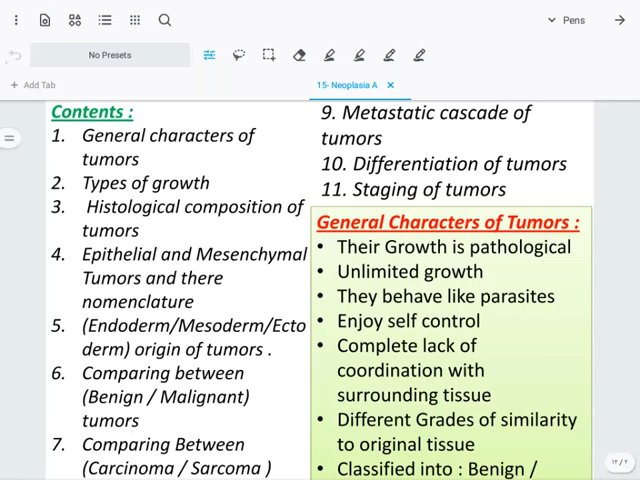 Pens
No Presets
+ Add Tab
15- Neoplasia A
Contents :
1. General characters of
tumors
2. Types of growth
3. Histological composition of
tumors
4. Epithelial and Mesenchymal
Tumors and there
nomenclature
5. (Endoderm/Mesoderm/Ecto
derm) origin of tumors .
6. Comparing between
(Benign / Malignant)
tumors
7. Comparing Between
(Carcinoma / Sarcoma )
9. Metastatic cascade of
tumors
10. Differentiation of tumors
11. Staging of tumors
General Characters of Tumors :
• Their Growth is pathological
• Unlimited growth
• They behave like parasites
• Enjoy self control
• Complete lack of
coordination with
surrounding tissue
• Different Grades of similarity
to original tissue
• Classified into : Benign /
١٢ / ٢